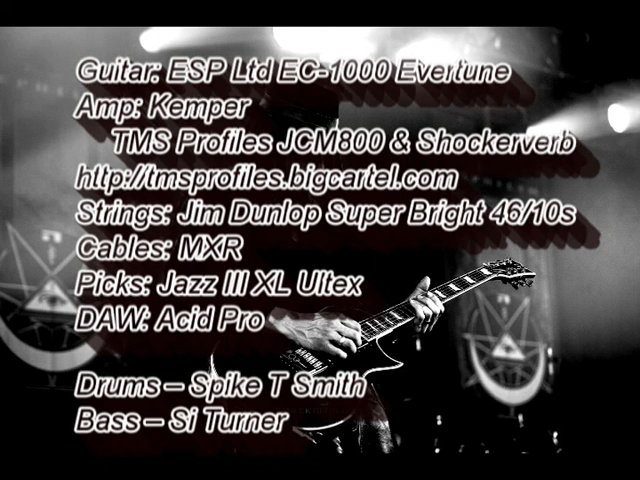 Guitar: ESP Ltd EC-1000 Evertune
Amp: Kemper
TMS Profiles JCM800 & Shockerverb
http://tmsprofiles.bigcartel.com
Strings: Jim Dunlop Super Bright 46/10s
Cables: MXR
Picks: Jazz III XL Ultex
DAW: Acid Pro
Drums – Spike T Smith
Bass – Si Turner